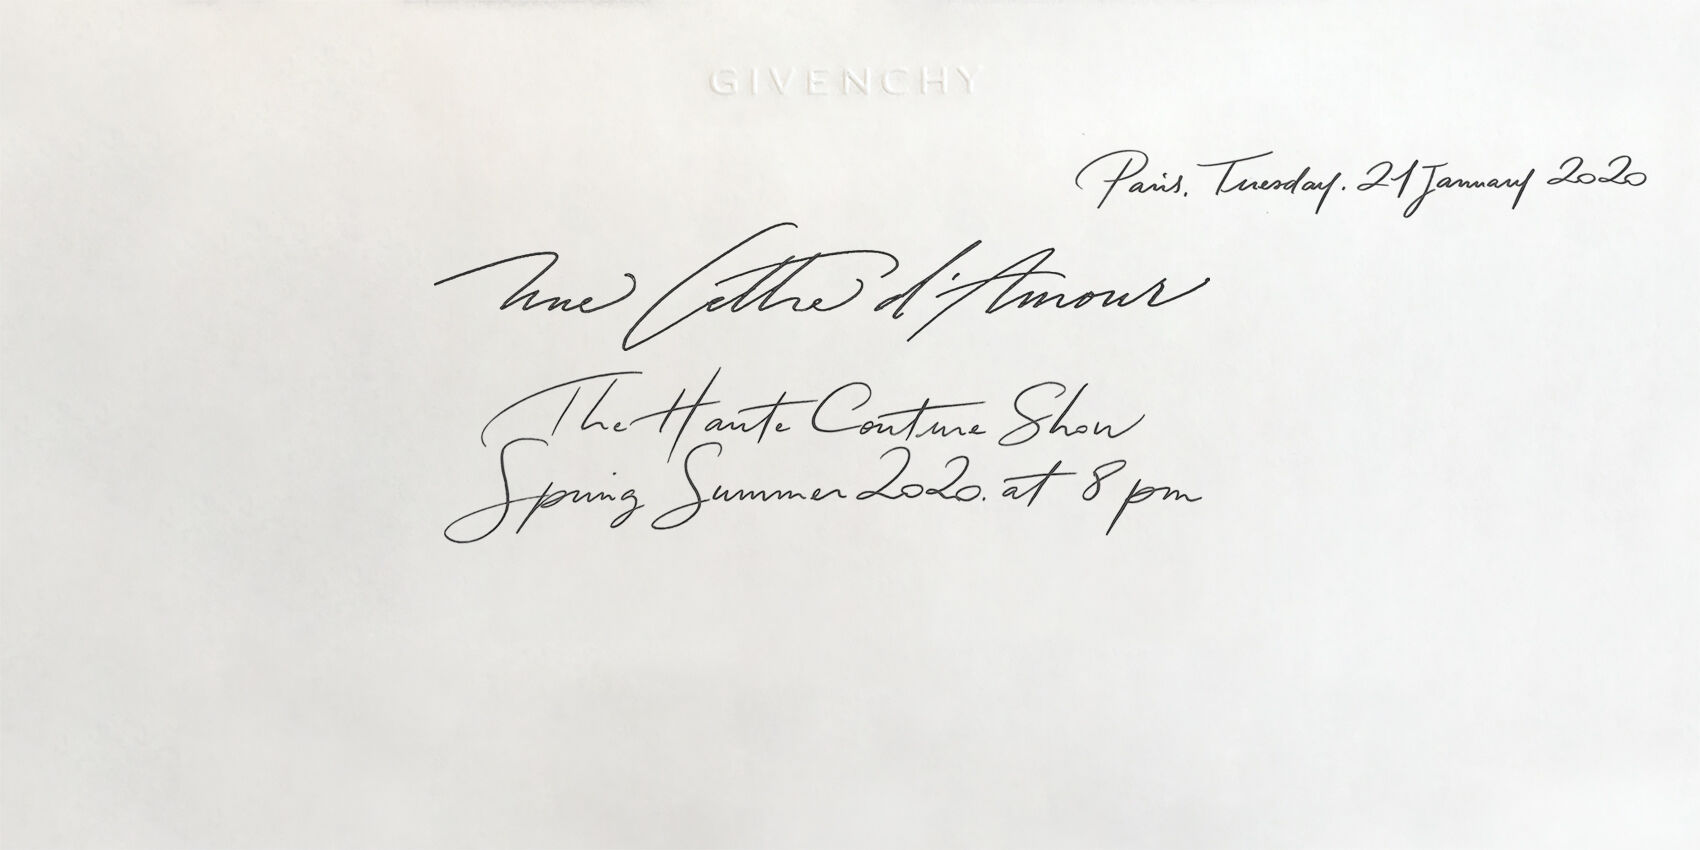 GIVENCHY
Paris, Tuesday, 21 January 2020
Une Lettre d'Amour
The Haute Couture Show
Spring Summer 2020. at 8 pm